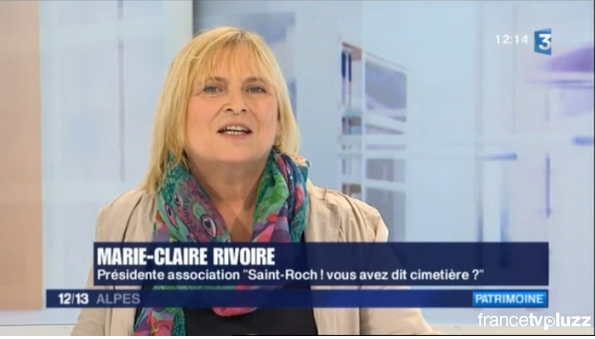 12:14 3
MARIE-CLAIRE RIVOIRE
Présidente association "Saint-Roch ! vous avez dit cimetière ?"
12/13 ALPES PATRIMOINE
francetvpluzz